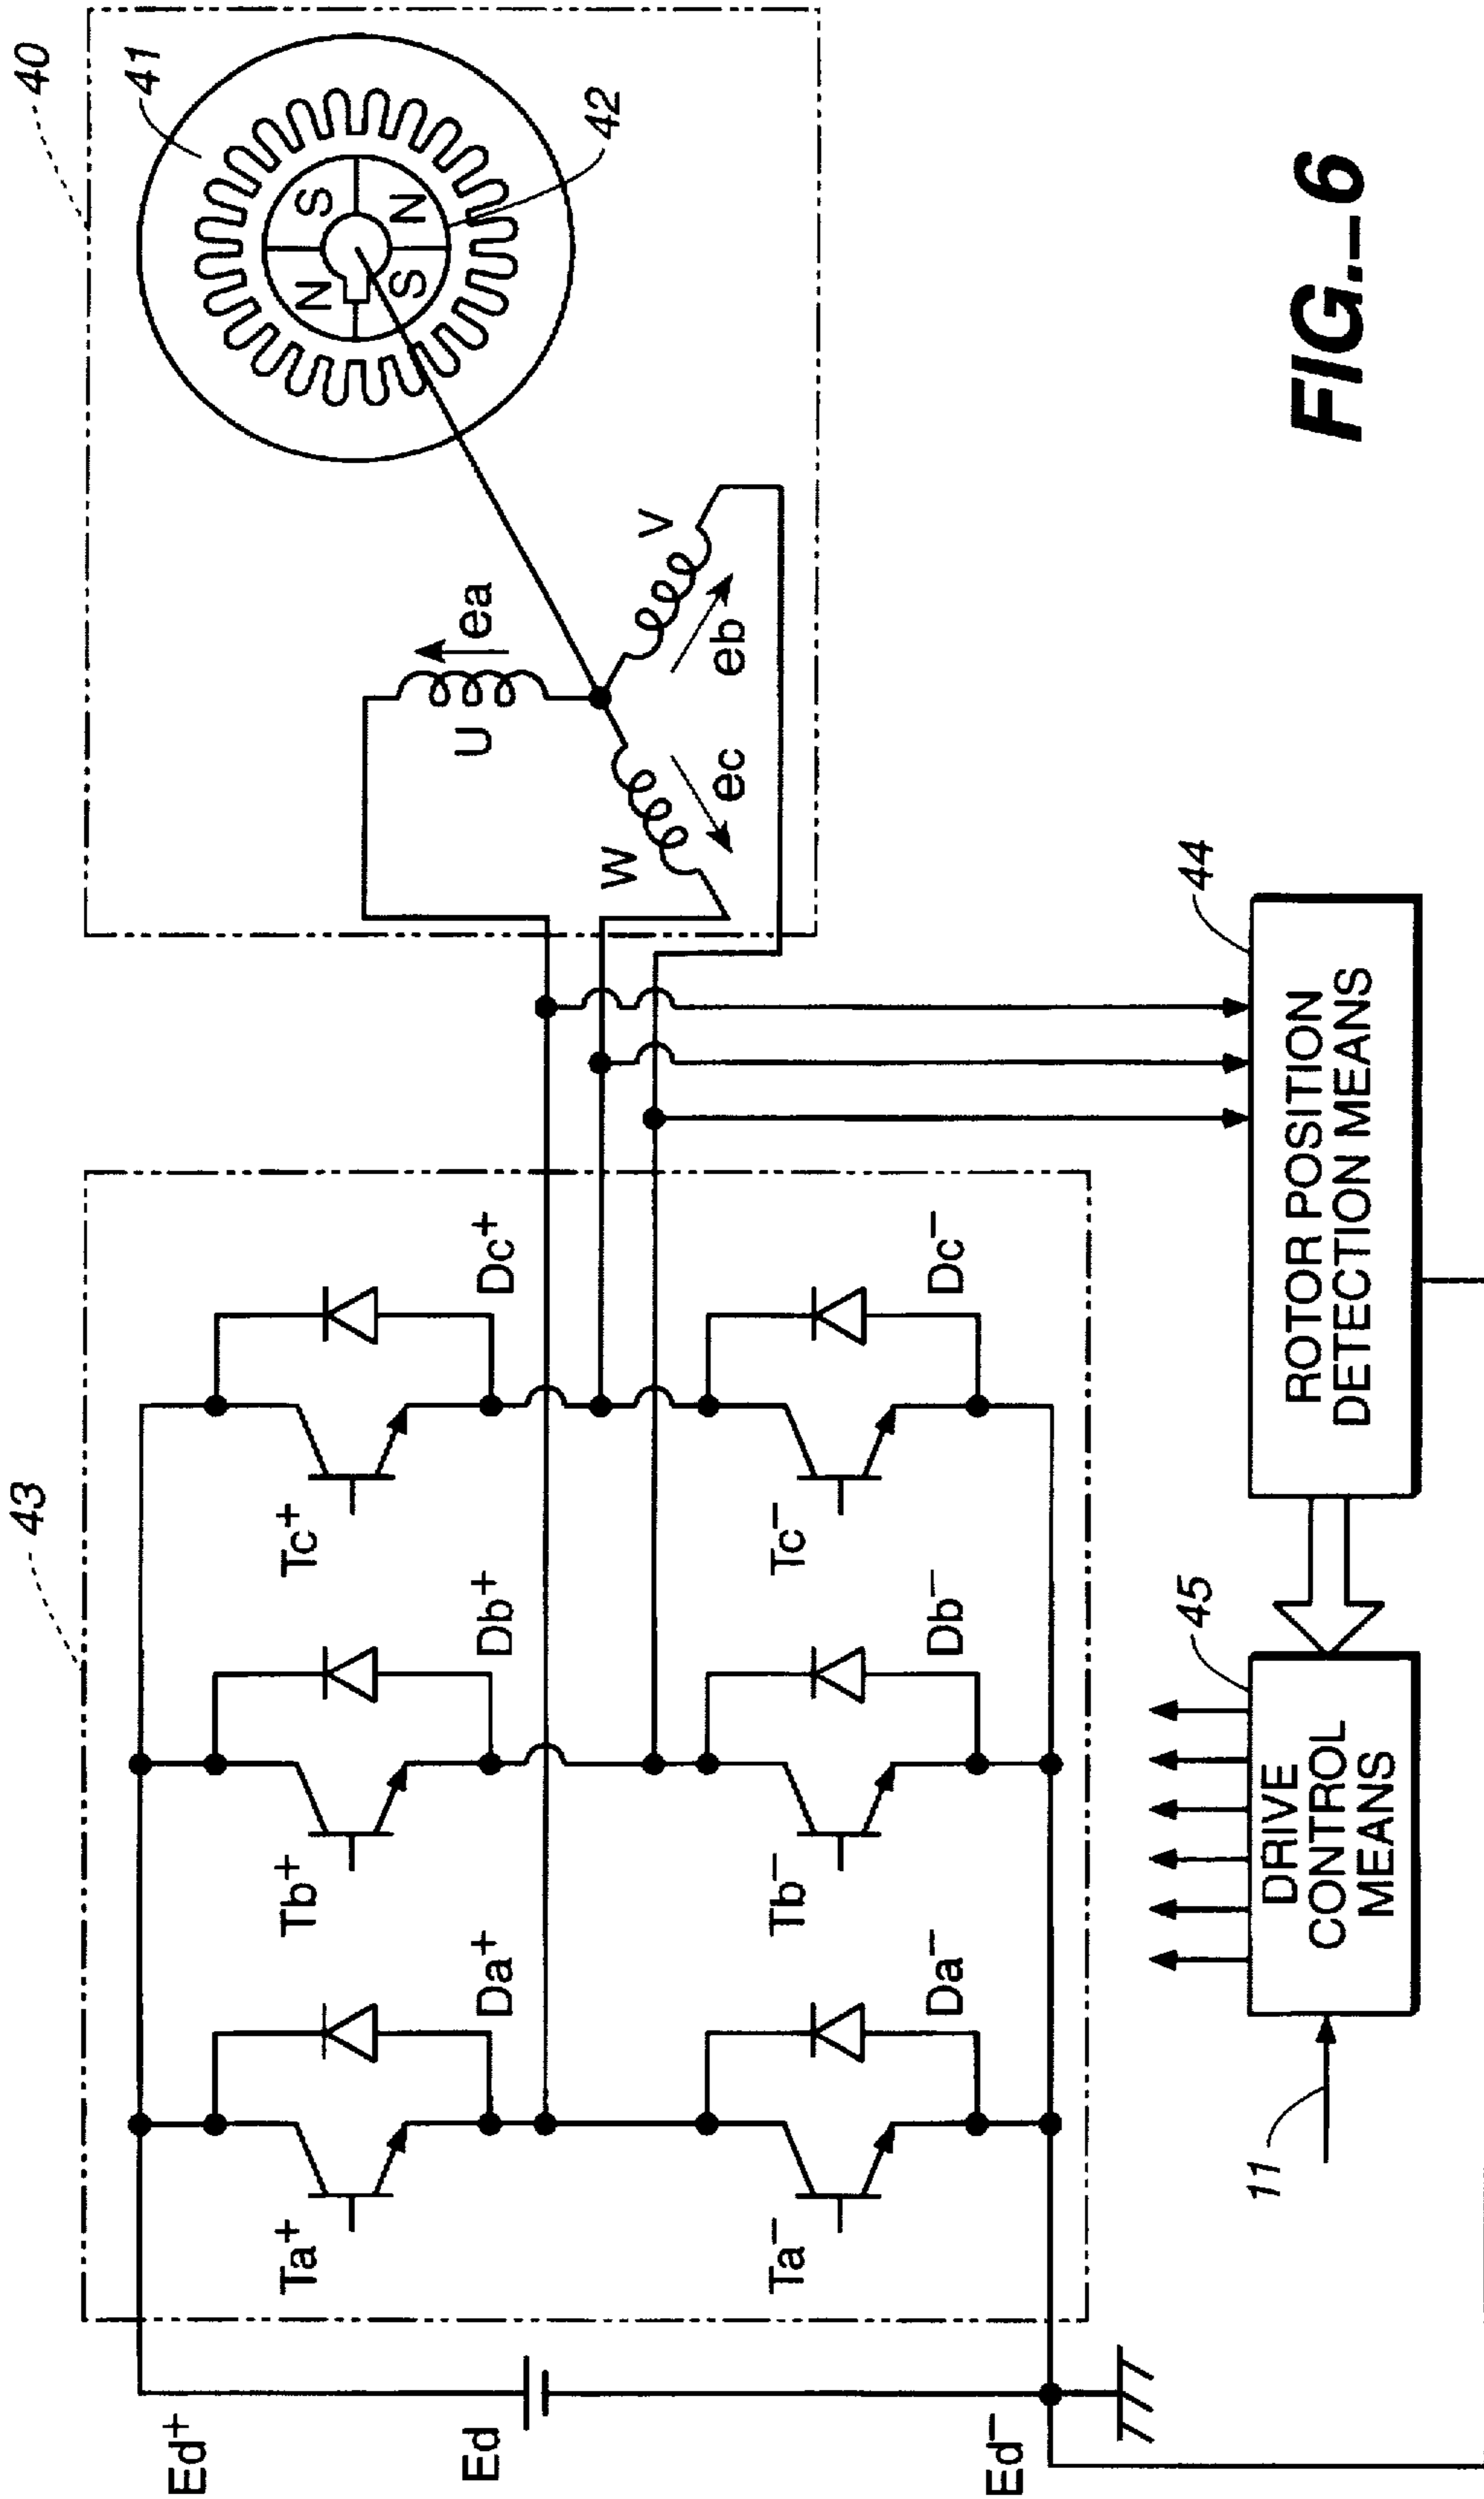 43
40
41
Ed+
Ta+
Tb+
Tc+
N
S
S
N
42
Ed
Da+
Db+
Dc+
U
ea
W
V
ec
eb
Ta-
Tb-
Tc-
Ed-
Da-
Db-
Dc-
11
45
44
DRIVE
CONTROL
MEANS
ROTOR POSITION
DETECTION MEANS
FIG.-6